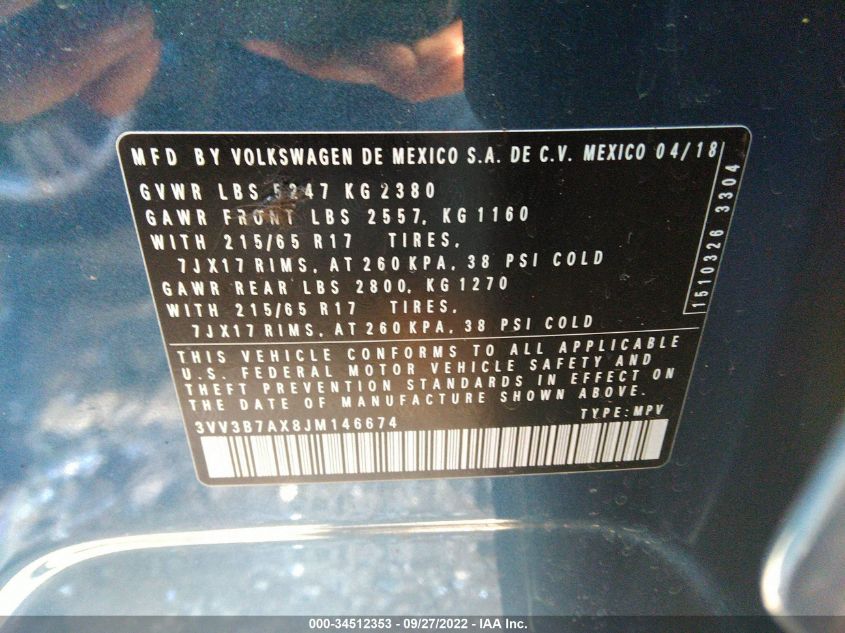 MFD BY VOLKSWAGEN DE MEXICO S.A. DE C.V. MEXICO 04/18
GVWR LBS 5247 KG 2380
GAWR FRONT LBS 2557, KG 1160
WITH 215/65 R17 TIRES,
7JX17 RIMS, AT 260 KPA, 38 PSI COLD
GAWR REAR LBS 2800, KG 1270
WITH 215/65 R17 TIRES,
7JX17 RIMS, AT 260 KPA, 38 PSI COLD
1510326 3304
THIS VEHICLE CONFORMS TO ALL APPLICABLE
U.S. FEDERAL MOTOR VEHICLE SAFETY AND
THEFT PREVENTION STANDARDS IN EFFECT ON
THE DATE OF MANUFACTURE SHOWN ABOVE.
3VV3B7AX8JM146674 TYPE: MPV
000-34512353 // 09/27/2022 // IAA Inc.